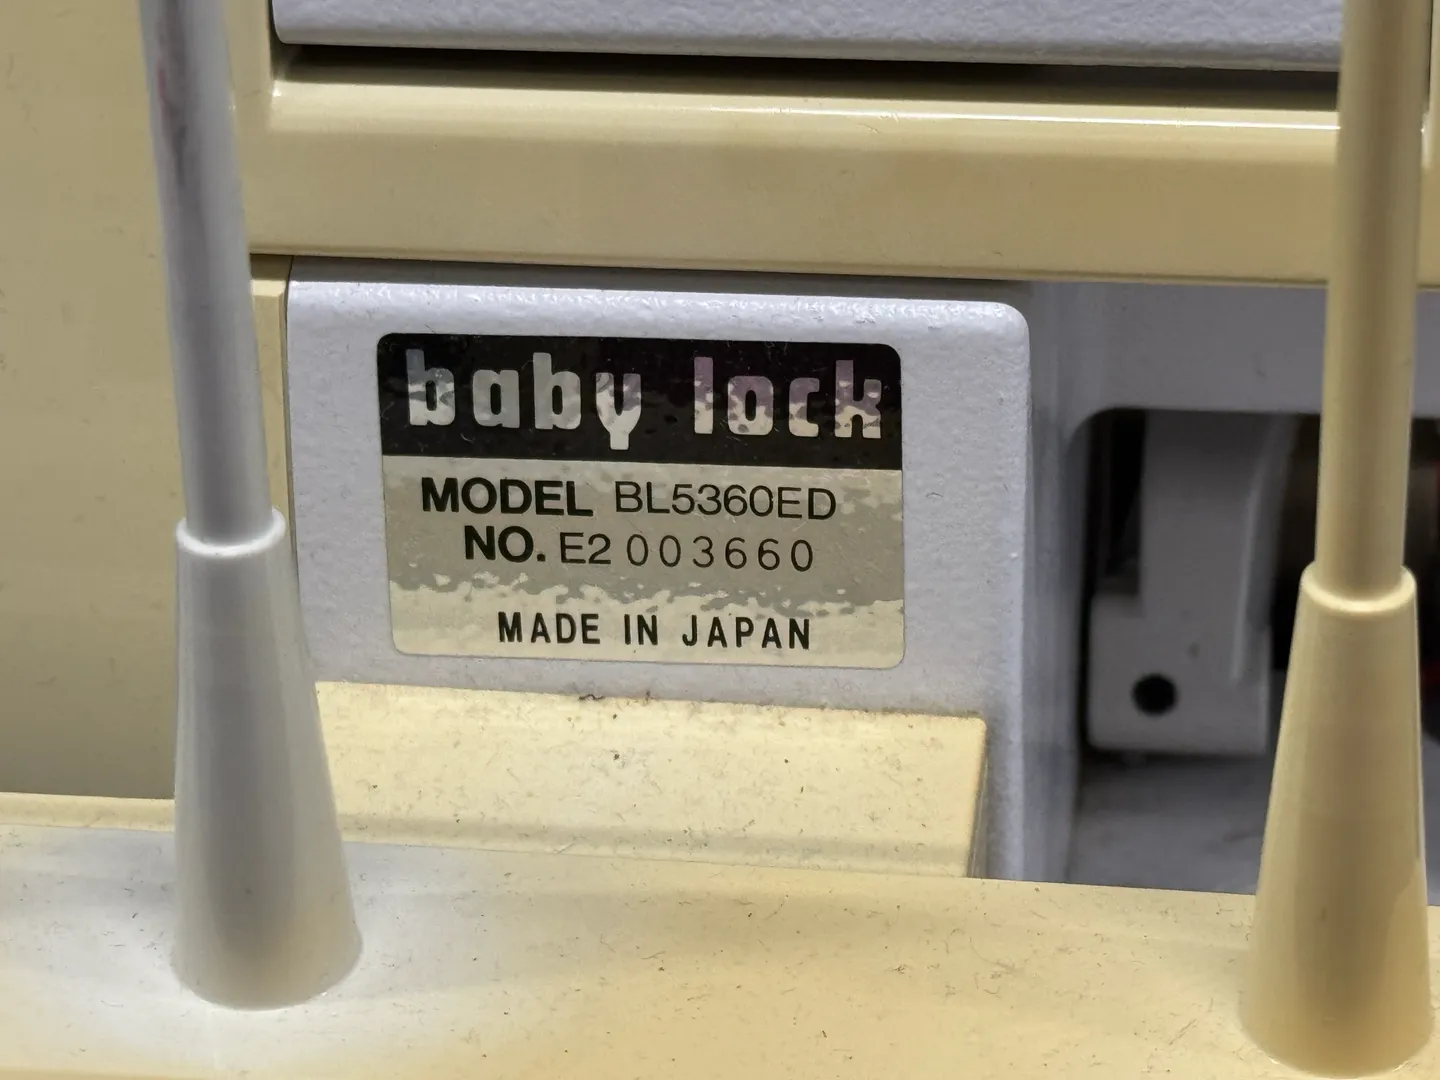 baby lock
MODEL BL5360ED
NO. E2 003660
MADE IN JAPAN